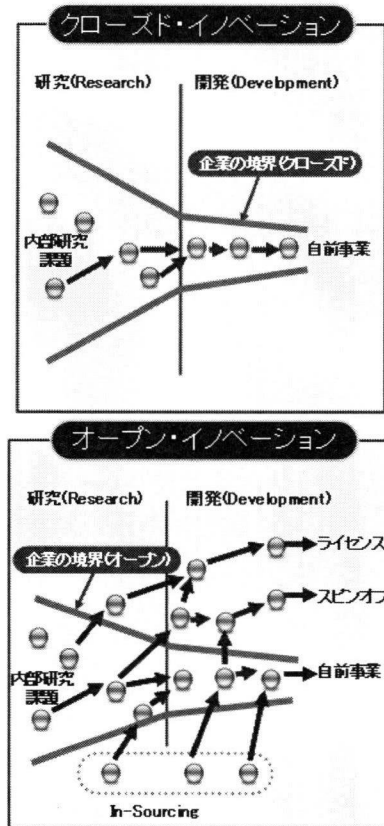 クローズド・イノベーション
研究(Research)
開発(Development)
企業の境界(クローズド)
内部研究
課題
自前事業
オープン・イノベーション
研究(Research)
開発(Development)
企業の境界(オープン)
ライセンス
スピンオフ
内部研究
課題
自前事業
In-Sourcing